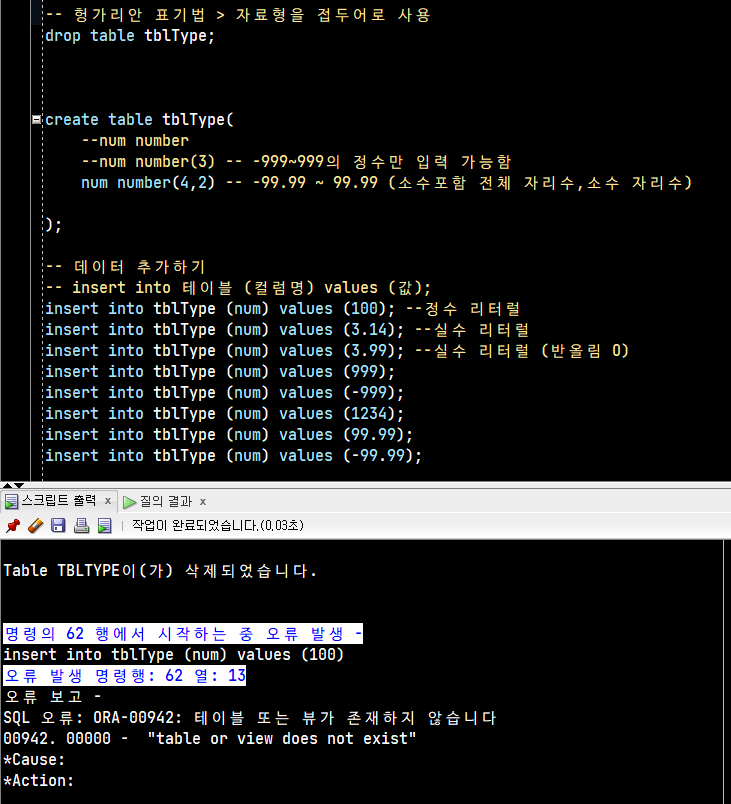 -- 헝가리안 표기법 > 자료형을 접두어로 사용
drop table tblType;
create table tblType(
--num number
--num number(3) -- -999~999의 정수만 입력 가능함
num number(4,2) -- -99.99 ~ 99.99 (소수포함 전체 자리수,소수 자리수)
);
-- 데이터 추가하기
-- insert into 테이블 (컬럼명) values (값);
insert into tblType (num) values (100); --정수 리터럴
insert into tblType (num) values (3.14); --실수 리터럴
insert into tblType (num) values (3.99); --실수 리터럴 (반올림 O)
insert into tblType (num) values (999);
insert into tblType (num) values (-999);
insert into tblType (num) values (1234);
insert into tblType (num) values (99.99);
insert into tblType (num) values (-99.99);
스크립트 출력 x 질의 결과 x
작업이 완료되었습니다.(0,03초)
Table TBLTYPE이(가) 삭제되었습니다.
명령의 62 행에서 시작하는 중 오류 발생 -
insert into tblType (num) values (100)
오류 발생 명령행: 62 열: 13
오류 보고 -
SQL 오류: ORA-00942: 테이블 또는 뷰가 존재하지 않습니다
00942. 00000 -  "table or view does not exist"
*Cause:
*Action: